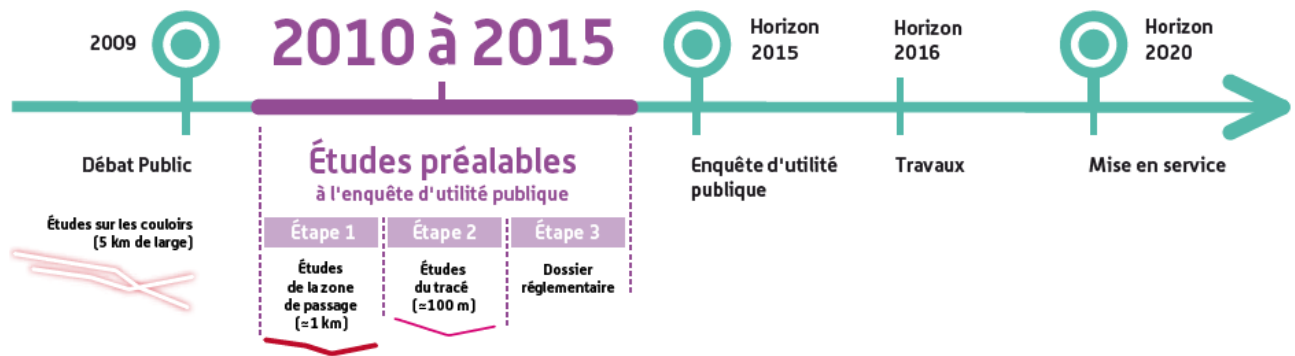 2009
2010 à 2015
Horizon
2015
Horizon
2016
Horizon
2020
Débat Public
Études préalables
à l'enquête d'utilité publique
Enquête d'utilité
publique
Travaux
Mise en service
Études sur les couloirs
(5 km de large)
Étape 1
Étape 2
Étape 3
Études
de la zone
de passage
(≃1 km)
Études
du tracé
(≃100 m)
Dossier
réglementaire